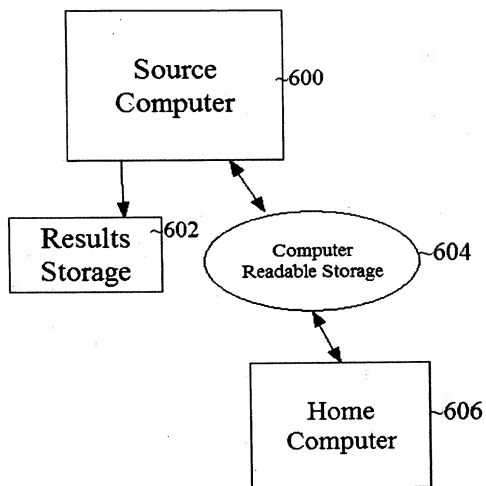 Source
Computer
600
Results
Storage
602
Computer
Readable Storage
604
Home
Computer
606